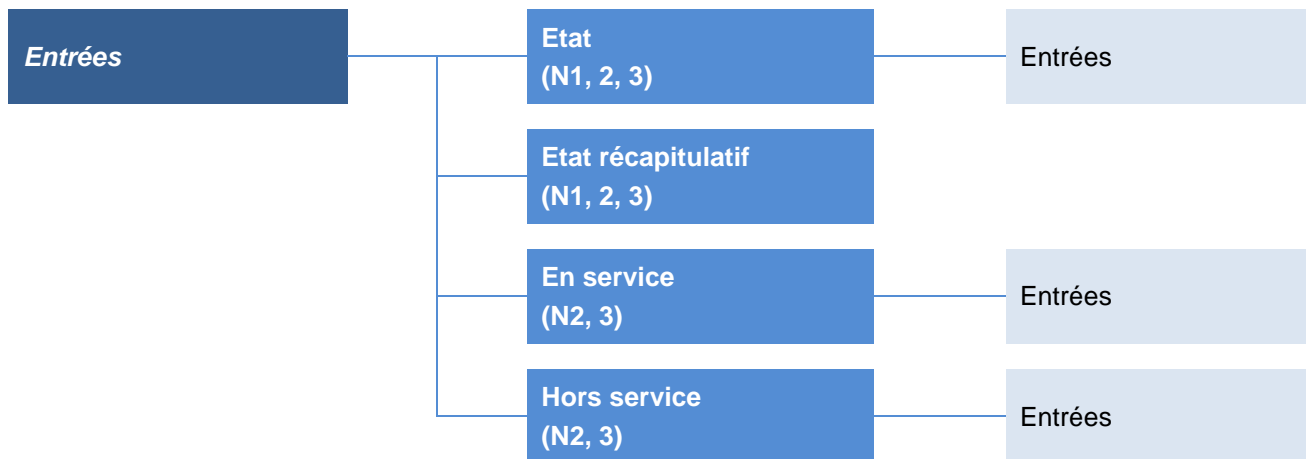 Entrées
Etat
(N1, 2, 3)
Entrées
Etat récapitulatif
(N1, 2, 3)
En service
(N2, 3)
Entrées
Hors service
(N2, 3)
Entrées